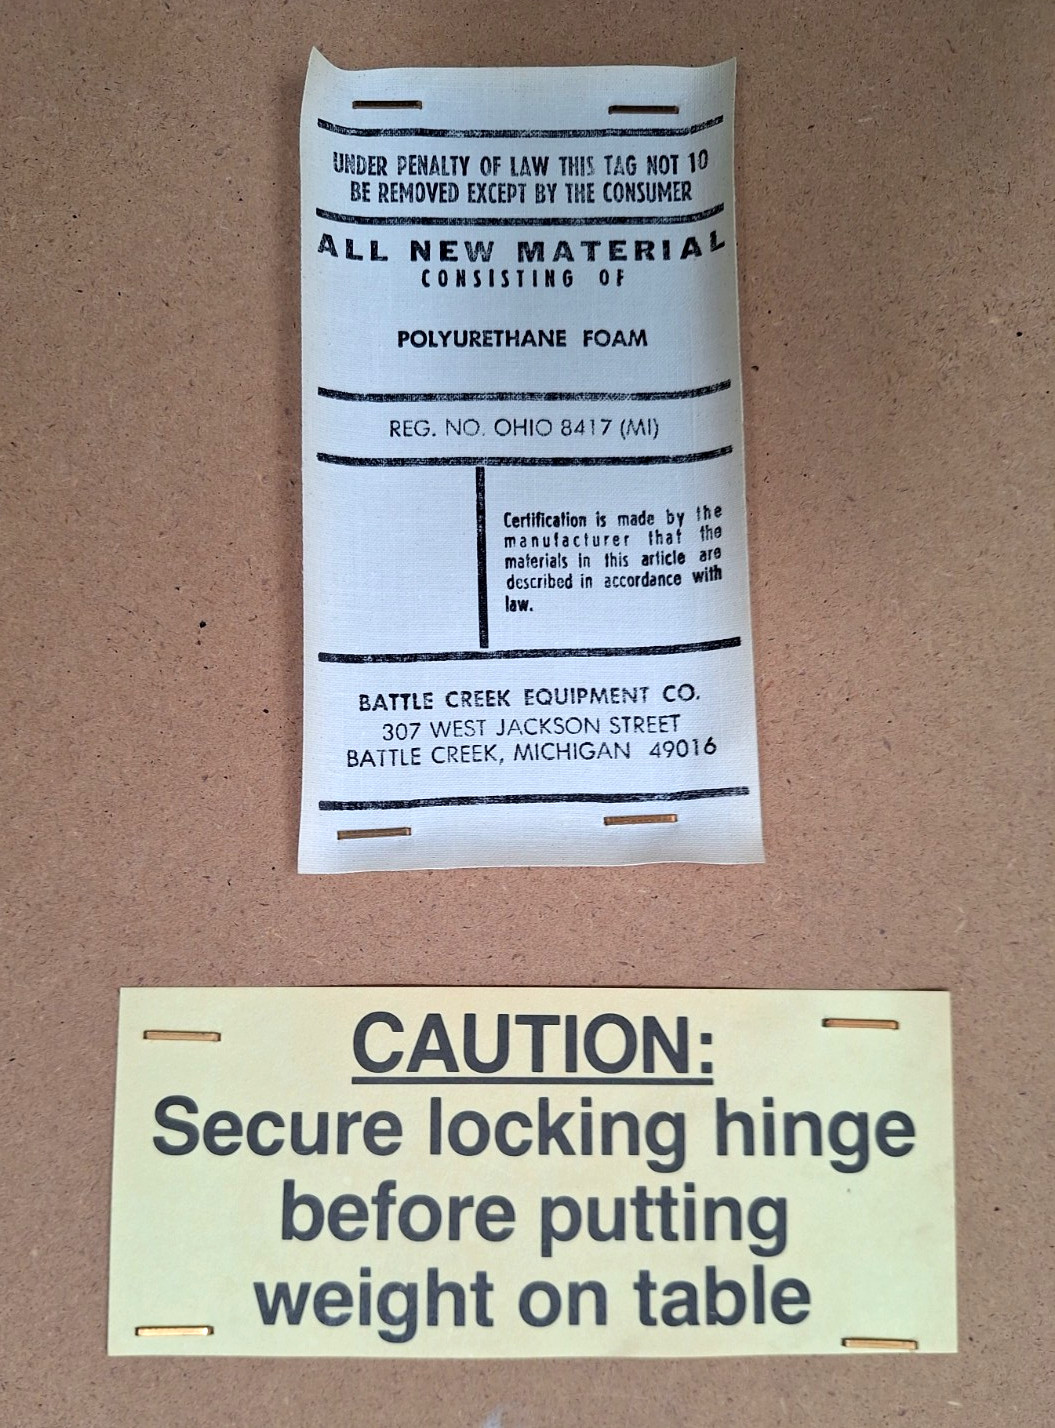 UNDER PENALTY OF LAW THIS TAG NOT TO
BE REMOVED EXCEPT BY THE CONSUMER
ALL NEW MATERIAL
CONSISTING OF
POLYURETHANE FOAM
REG. NO. OHIO 8417 (MI)
Certification is made by the
manufacturer that the
materials in this article are
described in accordance with
law.
BATTLE CREEK EQUIPMENT CO.
307 WEST JACKSON STREET
BATTLE CREEK, MICHIGAN 49016
CAUTION:
Secure locking hinge
before putting
weight on table